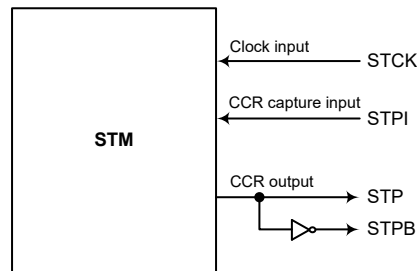 Clock input
STCK
CCR capture input
STPI
STM
CCR output
STP
STPB